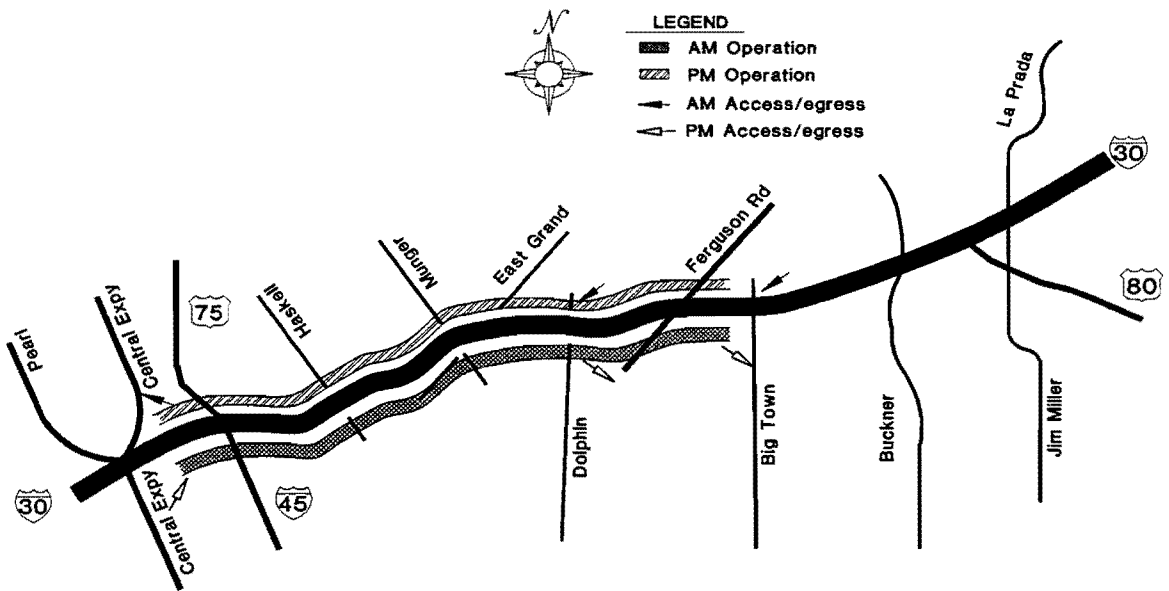 N
LEGEND
AM Operation
PM Operation
AM Access/egress
PM Access/egress
La Prada
30
Ferguson Rd
East Grand
Munger
Haskell
75
Central Expy
Pearl
80
30
Central Expy
45
Dolphin
Big Town
Buckner
Jim Miller